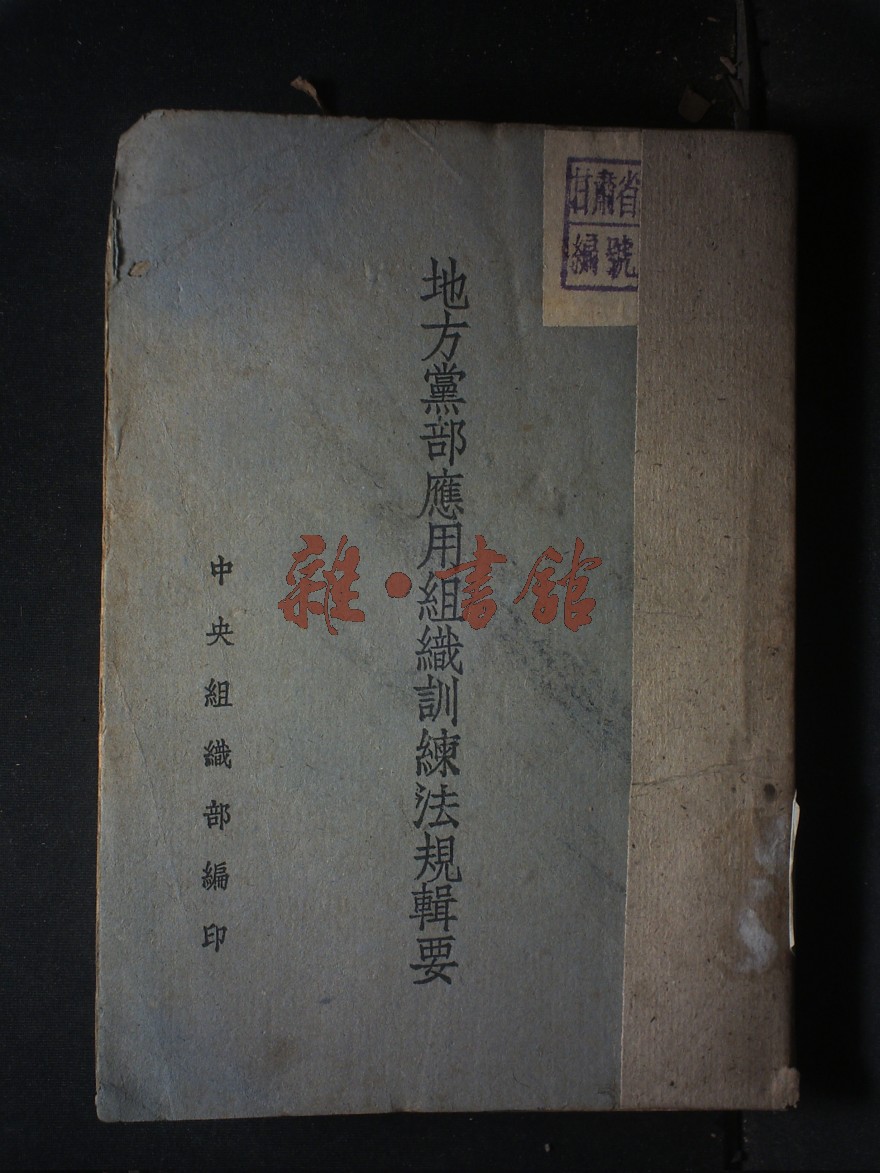 甘肅省
編號
地方黨部應用組織訓練法規輯要
中央組織部編印
雜·書館